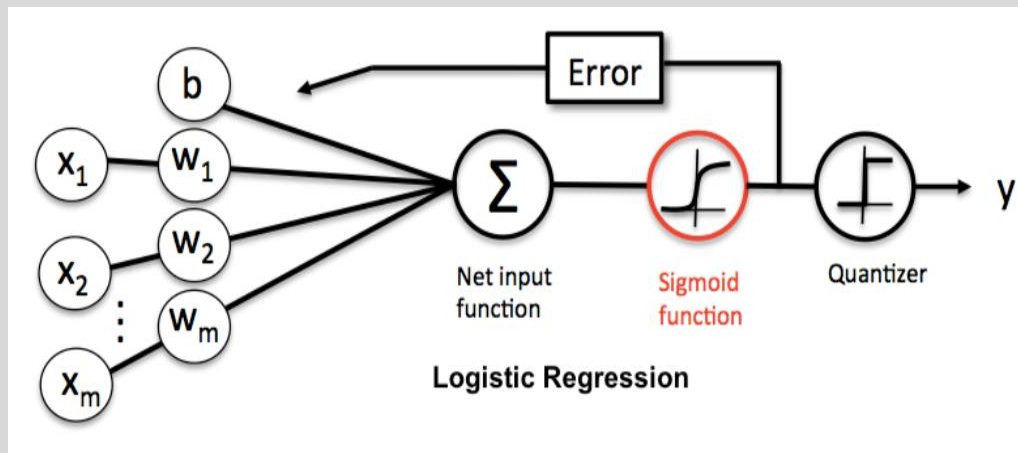 b
Error
x₁
w₁
Σ
y
x₂
w₂
⋮
wₘ
xₘ
Net input
function
Sigmoid
function
Quantizer
Logistic Regression